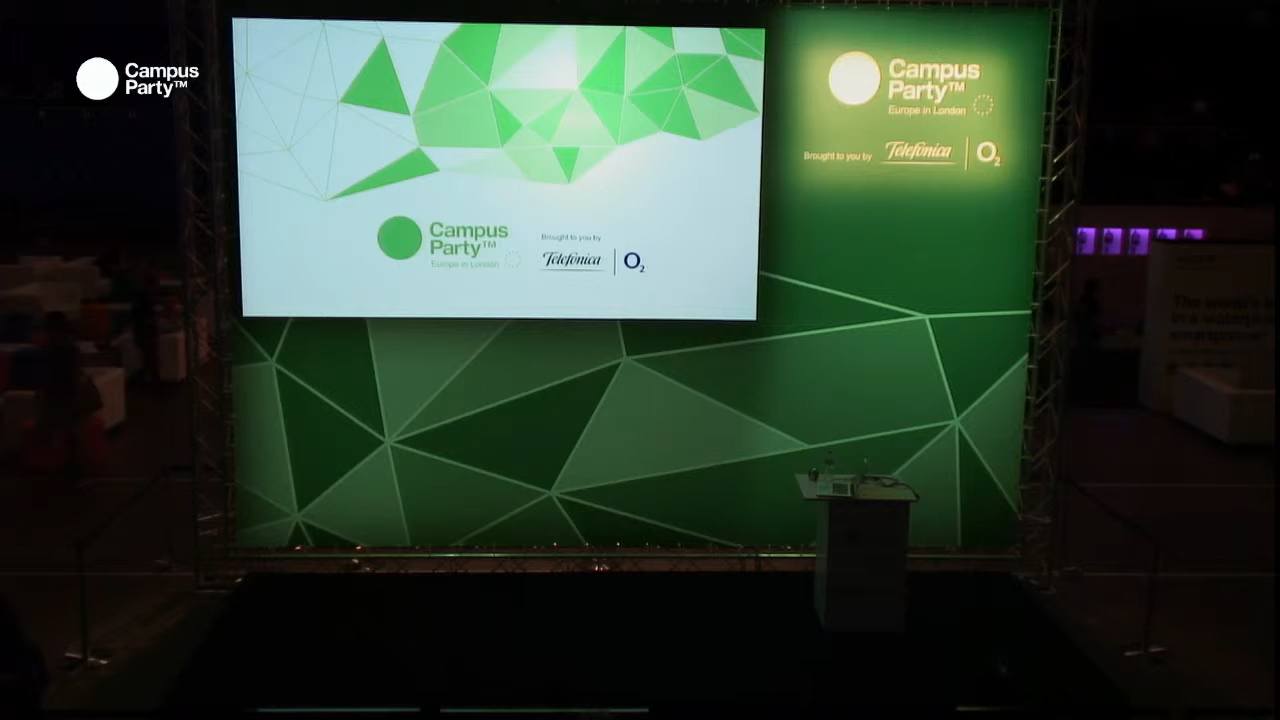 Campus
Party™
Campus
Party™
Europe in London
Brought to you by
Telefónica
O2
Campus
Party™
Europe in London
Brought to you by
Telefónica
O2